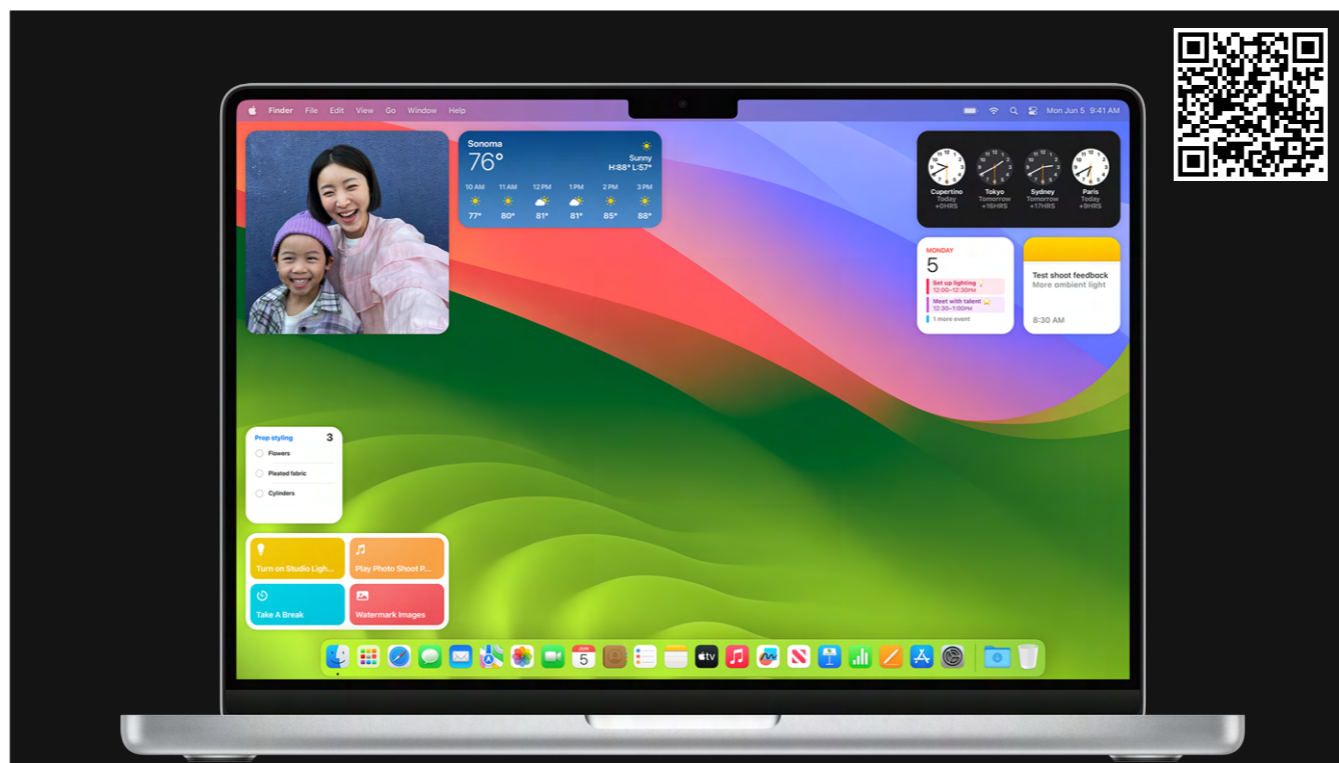 Finder File Edit View Go Window Help
Mon Jun 5 9:41 AM
Sonoma
76°
Sunny
H:88° L:57°
10 AM 11 AM 12 PM 1 PM 2 PM 3 PM
77° 80° 81° 81° 85° 88°
Cupertino Tokyo Sydney Paris
Today Tomorrow Tomorrow Today
+0HRS +16HRS +17HRS +9HRS
MONDAY
5
Set up lighting
12:00–12:30PM
Meet with talent
12:30–1:00PM
1 more event
Test shoot feedback
More ambient light
8:30 AM
Prop styling 3
Flowers
Pleated fabric
Cylinders
Turn on Studio Ligh...
Play Photo Shoot P...
Take A Break
Watermark Images
JUN
5
tv